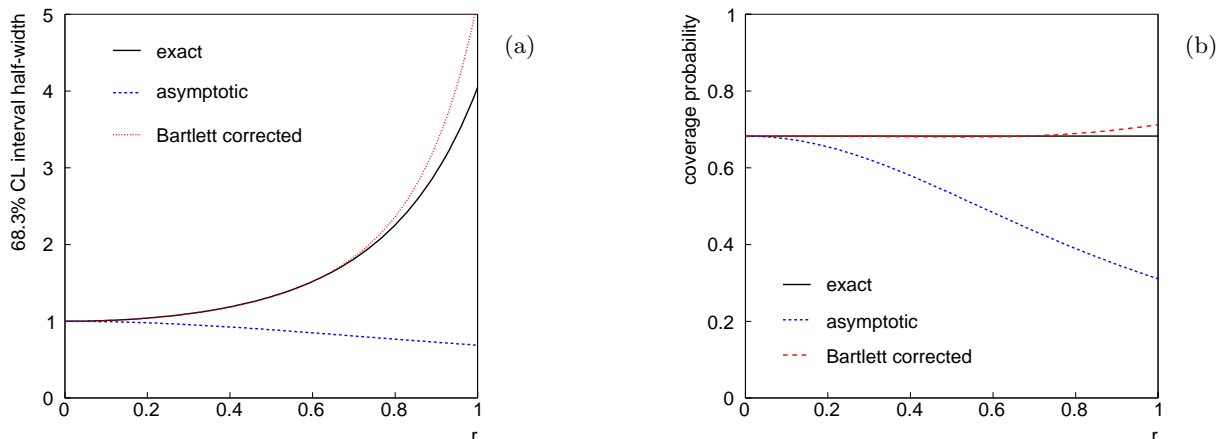 68.3% CL interval half-width
5
4
3
2
1
0
exact
asymptotic
Bartlett corrected
0
0.2
0.4
0.6
0.8
1
r
(a)
coverage probability
1
0.8
0.6
0.4
0.2
0
exact
asymptotic
Bartlett corrected
0
0.2
0.4
0.6
0.8
1
r
(b)